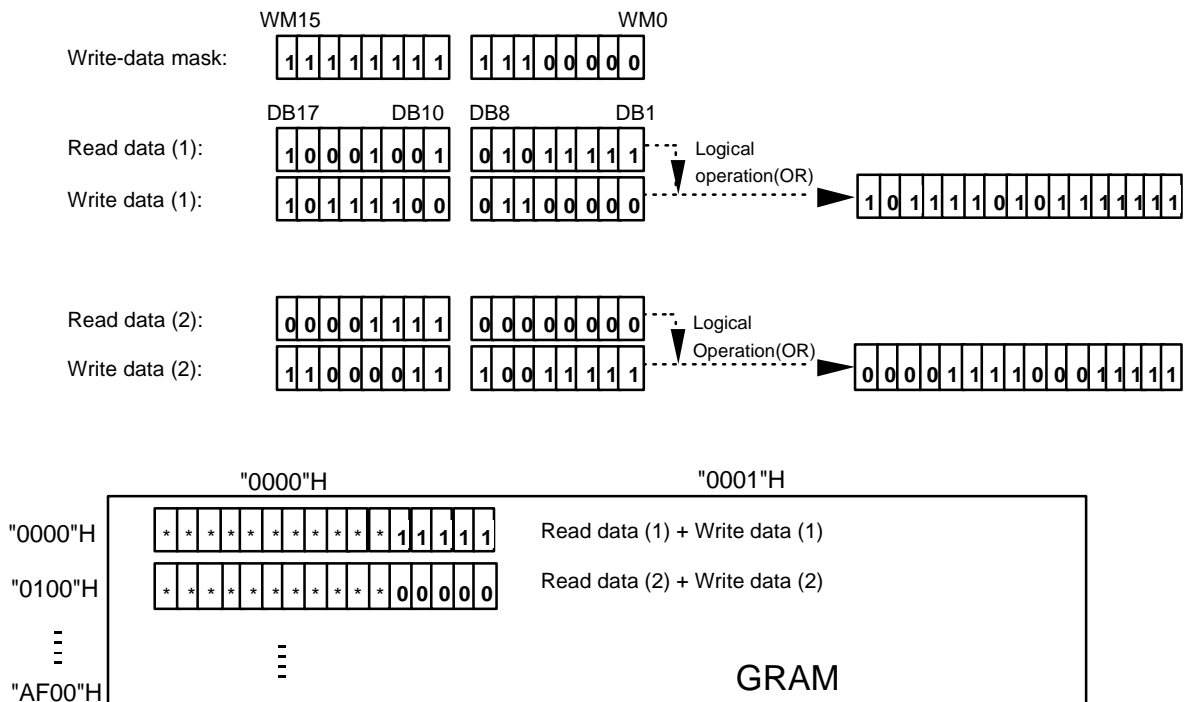 WM15 WM0
Write-data mask: 1 1 1 1 1 1 1 1 1 1 1 0 0 0 0 0
DB17 DB10 DB8 DB1
Read data (1): 1 0 0 0 1 0 0 1 0 1 0 1 1 1 1 1 Logical
operation(OR)
Write data (1): 1 0 1 1 1 1 0 0 0 1 1 0 0 0 0 0 1 0 1 1 1 1 0 1 0 1 1 1 1 1 1 1
Read data (2): 0 0 0 0 1 1 1 1 0 0 0 0 0 0 0 0 Logical
Operation(OR)
Write data (2): 1 1 0 0 0 0 1 1 1 0 0 1 1 1 1 1 0 0 0 0 1 1 1 1 0 0 0 1 1 1 1 1
"0000"H "0001"H
"0000"H * * * * * * * * * * * 1 1 1 1 1 Read data (1) + Write data (1)
"0100"H * * * * * * * * * * * 0 0 0 0 0 Read data (2) + Write data (2)
GRAM
"AF00"H